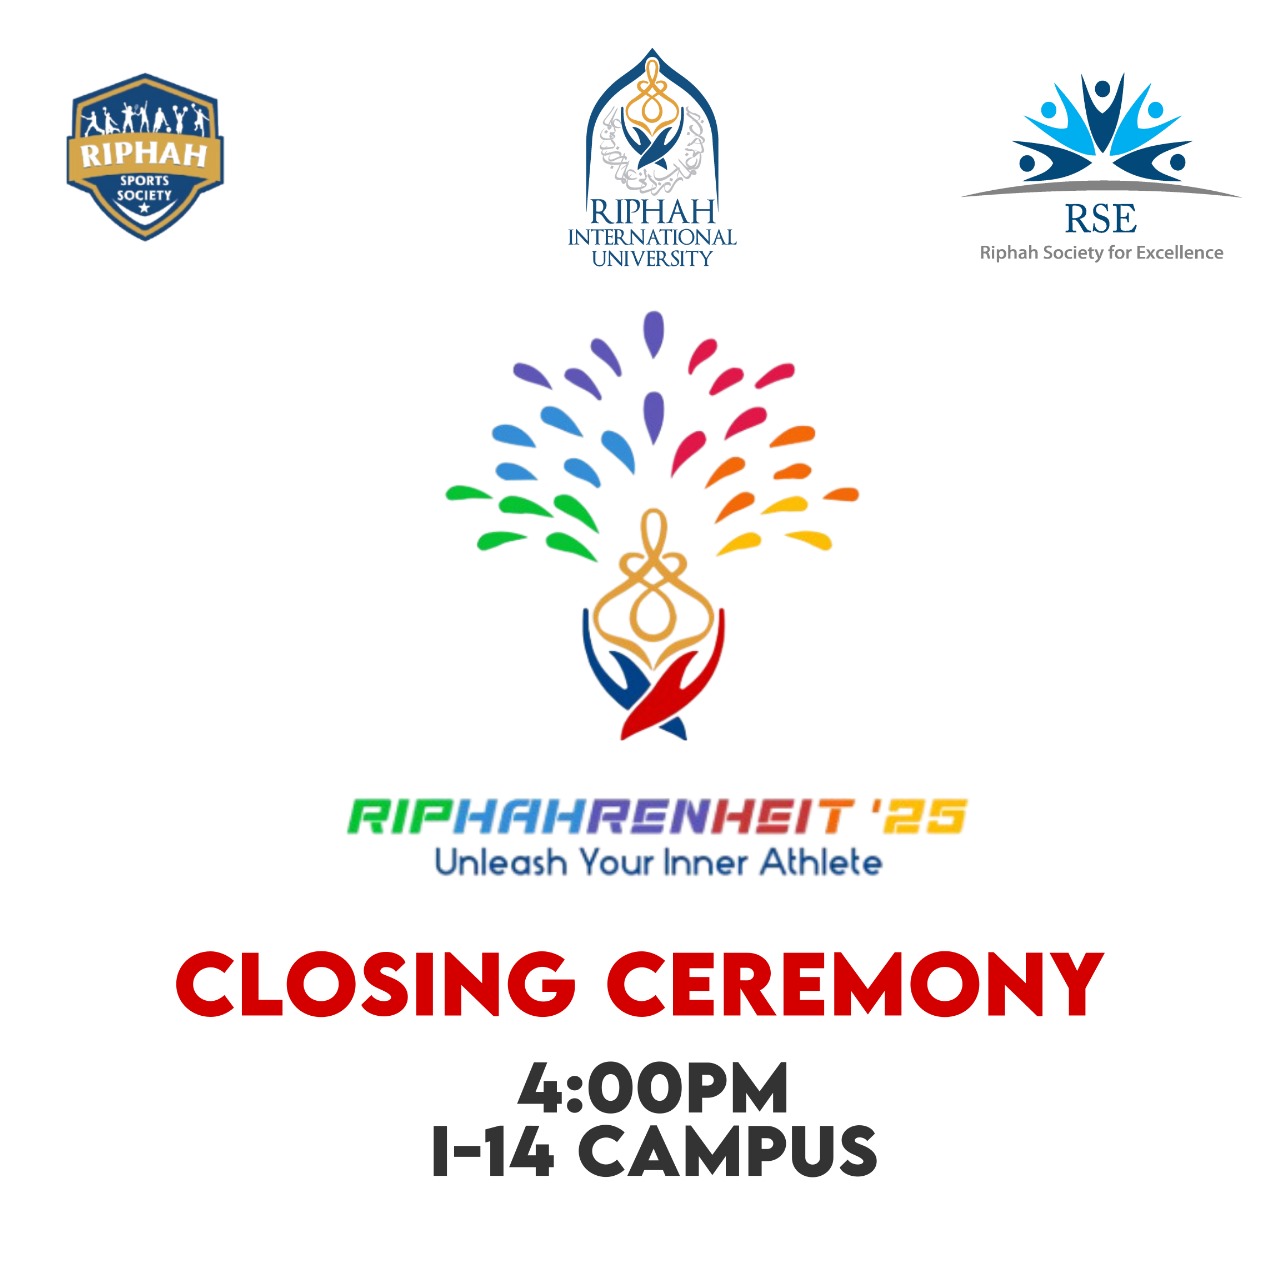 RIPHAH
SPORTS
SOCIETY
RIPHAH
INTERNATIONAL
UNIVERSITY
RSE
Riphah Society for Excellence
RIPHAHRENHEIT '25
Unleash Your Inner Athlete
CLOSING CEREMONY
4:00PM
I-14 CAMPUS